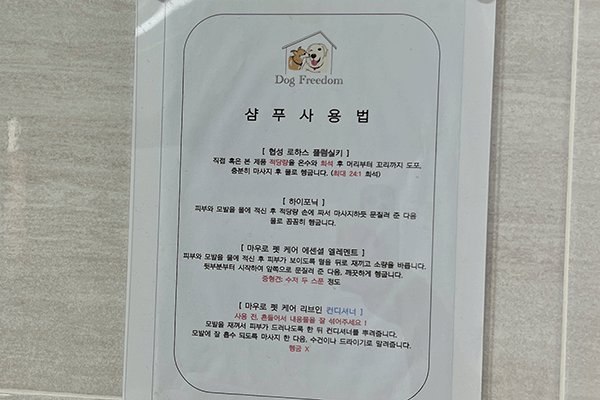 Dog Freedom
샴 푸 사 용 법
[ 협성 로하스 플럼실키 ]
직접 혹은 본 제품 적당량을 온수와 희석 후 머리부터 꼬리까지 도포,
충분히 마사지 후 물로 헹굽니다. (최대 24:1 희석)
[ 하이포닉 ]
피부와 모발을 물에 적신 후 적당량 손에 짜서 마사지하듯 문질러 준 다음
물로 꼼꼼히 헹굼니다.
[ 마우로 펫 케어 에센셜 엘레멘트 ]
피부와 모발을 물에 적신 후 피부가 보이도록 털을 뒤로 재끼고 소량을 바릅니다.
뒷부분부터 시작하여 앞쪽으로 문질러 준 다음, 깨끗하게 헹굽니다.
중형견: 수저 두 스푼 정도
[ 마우로 펫 케어 리브인 컨디셔너 ]
사용 전, 흔들어서 내용물을 잘 섞어주세요 !
모발을 재껴서 피부가 드러나도록 한 뒤 컨디셔너를 뿌려줍니다.
모발에 잘 흡수 되도록 마사지 한 다음, 수건이나 드라이기로 말려줍니다.
헹굼 X